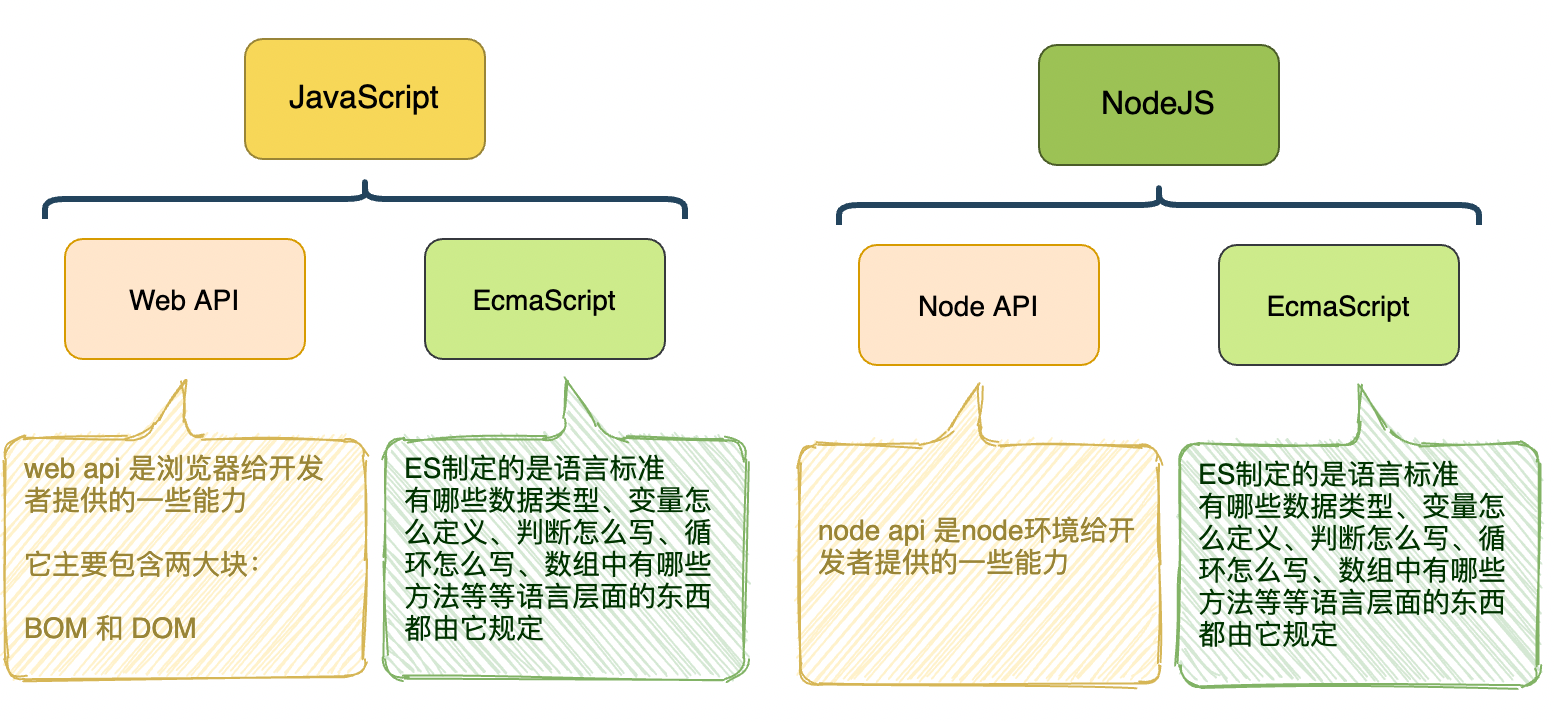 JavaScript
NodeJS
Web API
EcmaScript
Node API
EcmaScript
web api 是浏览器给开发
者提供的一些能力
它主要包含两大块：
BOM 和 DOM
ES制定的是语言标准
有哪些数据类型、变量怎
么定义、判断怎么写、循
环怎么写、数组中有哪些
方法等等语言层面的东西
都由它规定
node api 是node环境给开
发者提供的一些能力
ES制定的是语言标准
有哪些数据类型、变量怎
么定义、判断怎么写、循
环怎么写、数组中有哪些
方法等等语言层面的东西
都由它规定